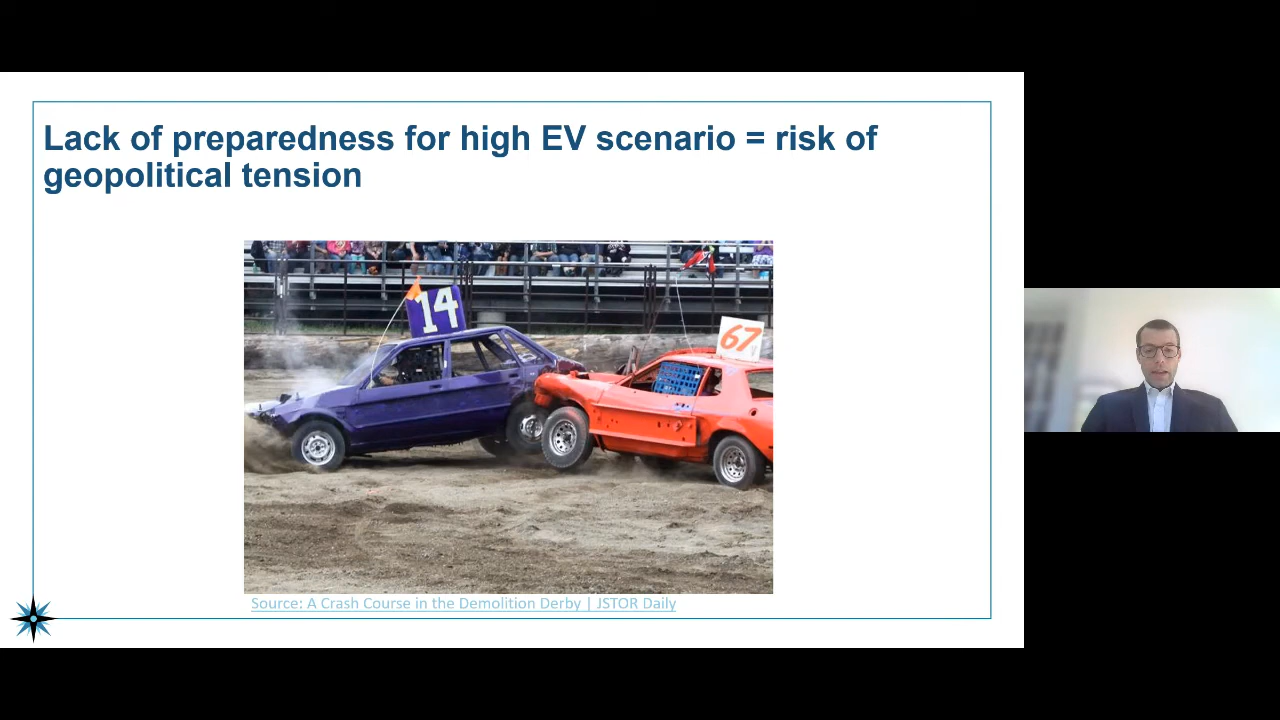 Lack of preparedness for high EV scenario = risk of
geopolitical tension
14
67
Source: A Crash Course in the Demolition Derby | JSTOR Daily